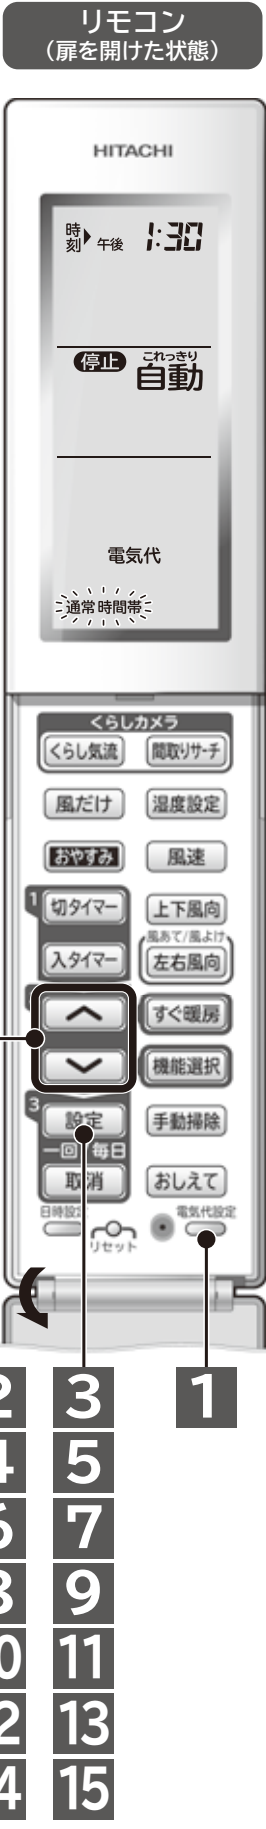 リモコン
（扉を開けた状態）
HITACHI
時刻 午後 1:30
停止 これっきり
自動
電気代
通常 時間帯
くらしカメラ
くらし気流 間取りサーチ
風だけ 湿度設定
おやすみ 風速
1 切タイマー 上下風向
風あて/風よけ
入タイマー 左右風向
すぐ暖房
機能選択
3 設定 手動掃除
一回 毎日
取消 おしえて
日時設定 電気代設定
リセット
2 3 1
4 5
6 7
8 9
0 11
2 13
4 15